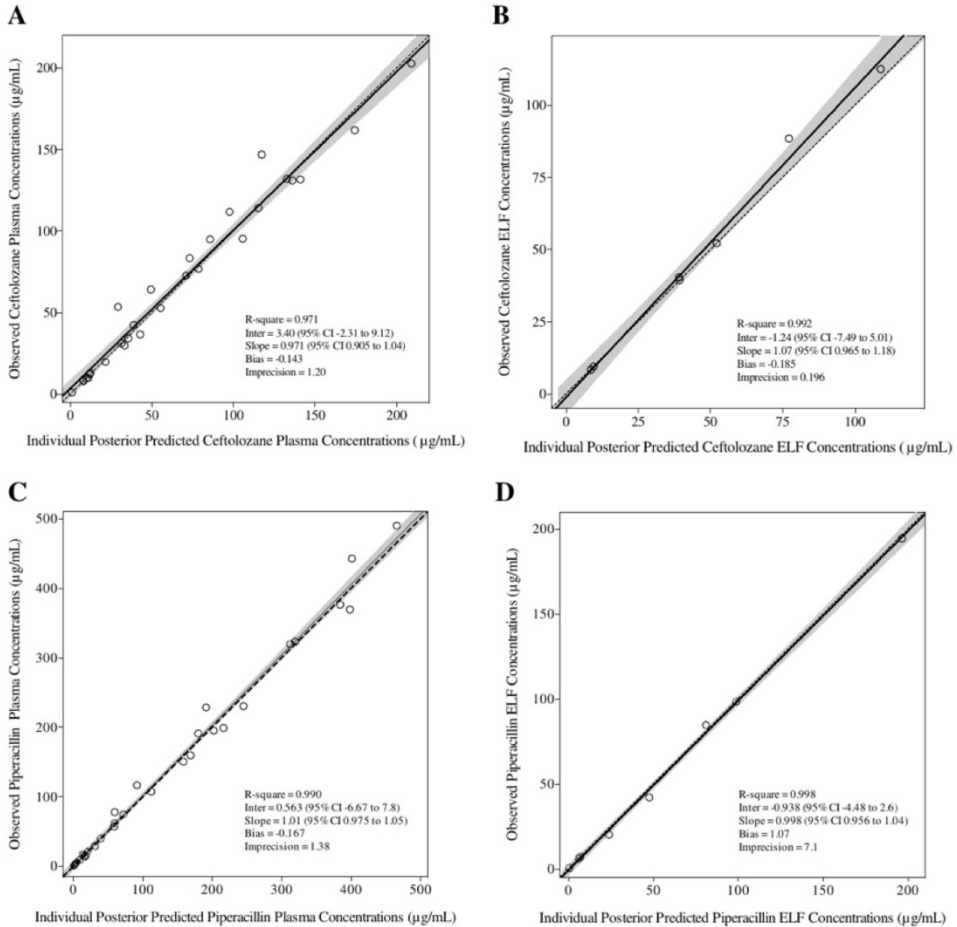 A
Observed Ceftolozane Plasma Concentrations (µg/mL)
200
150
100
50
0
R-square = 0.971
Inter = 3.40 (95% CI -2.31 to 9.12)
Slope = 0.971 (95% CI 0.905 to 1.04)
Bias = -0.143
Imprecision = 1.20
0 50 100 150 200
Individual Posterior Predicted Ceftolozane Plasma Concentrations ( µg/mL)
B
Observed Ceftolozane ELF Concentrations (µg/mL)
100
75
50
25
0
R-square = 0.992
Inter = -1.24 (95% CI -7.49 to 5.01)
Slope = 1.07 (95% CI 0.965 to 1.18)
Bias = -0.185
Imprecision = 0.196
0 25 50 75 100
Individual Posterior Predicted Ceftolozane ELF Concentrations ( µg/mL)
C
Observed Piperacillin Plasma Concentrations (µg/mL)
500
400
300
200
100
0
R-square = 0.990
Inter = 0.563 (95% CI -6.67 to 7.8)
Slope = 1.01 (95% CI 0.975 to 1.05)
Bias = -0.167
Imprecision = 1.38
0 100 200 300 400 500
Individual Posterior Predicted Piperacillin Plasma Concentrations (µg/mL)
D
Observed Piperacillin ELF Concentrations (µg/mL)
200
150
100
50
0
R-square = 0.998
Inter = -0.938 (95% CI -4.48 to 2.6)
Slope = 0.998 (95% CI 0.956 to 1.04)
Bias = 1.07
Imprecision = 7.1
0 50 100 150 200
Individual Posterior Predicted Piperacillin ELF Concentrations (µg/mL)